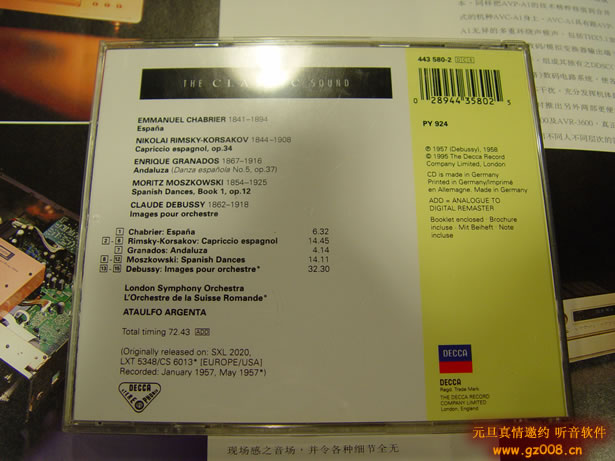 THE CLASSIC SOUND
EMMANUEL CHABRIER 1841–1894
España
NIKOLAI RIMSKY-KORSAKOV 1844–1908
Capriccio espagnol, op.34
ENRIQUE GRANADOS 1867–1916
Andaluza (Danza española No.5, op.37)
MORITZ MOSZKOWSKI 1854–1925
Spanish Dances, Book 1, op.12
CLAUDE DEBUSSY 1862–1918
Images pour orchestre
1 Chabrier: España 6.32
2 - 6 Rimsky-Korsakov: Capriccio espagnol 14.45
7 Granados: Andaluza 4.14
8 - 12 Moszkowski: Spanish Dances 14.11
13 - 15 Debussy: Images pour orchestre* 32.30
London Symphony Orchestra
L'Orchestre de la Suisse Romande*
ATAULFO ARGENTA
Total timing 72.43 ADD
(Originally released on: SXL 2020,
LXT 5348/CS 6013* [EUROPE/USA]
Recorded: January 1957, May 1957*)
DECCA
443 580-2
0 28944 35802 5
PY 924
℗ 1957 (Debussy), 1958
© 1995 The Decca Record
Company Limited, London
CD is made in Germany
Printed in Germany/Imprimé
en Allemagne. Made in Germany
ADD = ANALOGUE TO
DIGITAL REMASTER
Booklet enclosed · Brochure
incluse · Mit Beiheft · Note
incluse
DECCA
DECCA
Regd. Trade Mark
THE DECCA RECORD
COMPANY LIMITED
London, England
现场感之音场，并令各种细节全无
元旦真情邀约 听音软件
www.gz008.cn